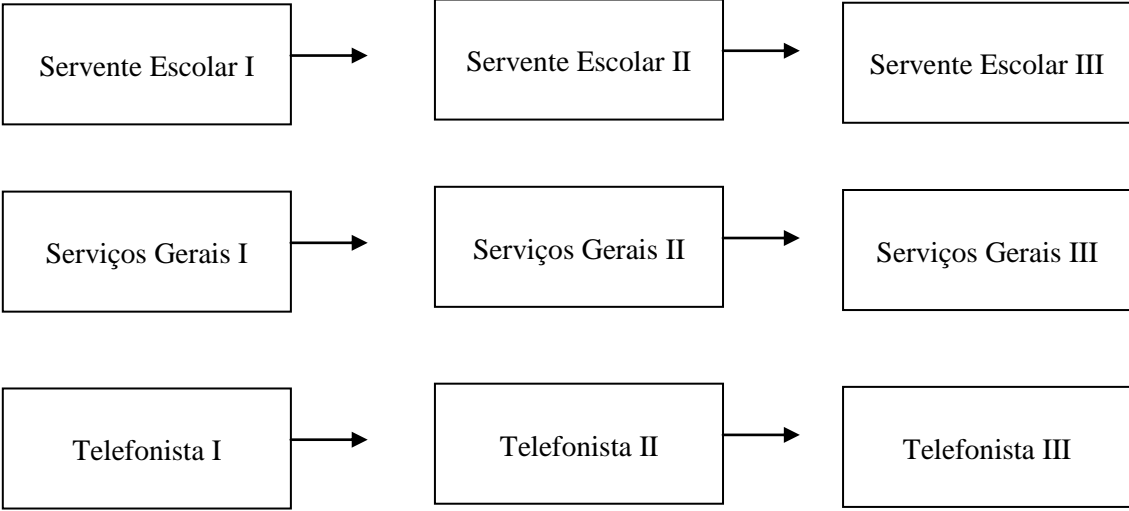 Servente Escolar I
Servente Escolar II
Servente Escolar III
Serviços Gerais I
Serviços Gerais II
Serviços Gerais III
Telefonista I
Telefonista II
Telefonista III